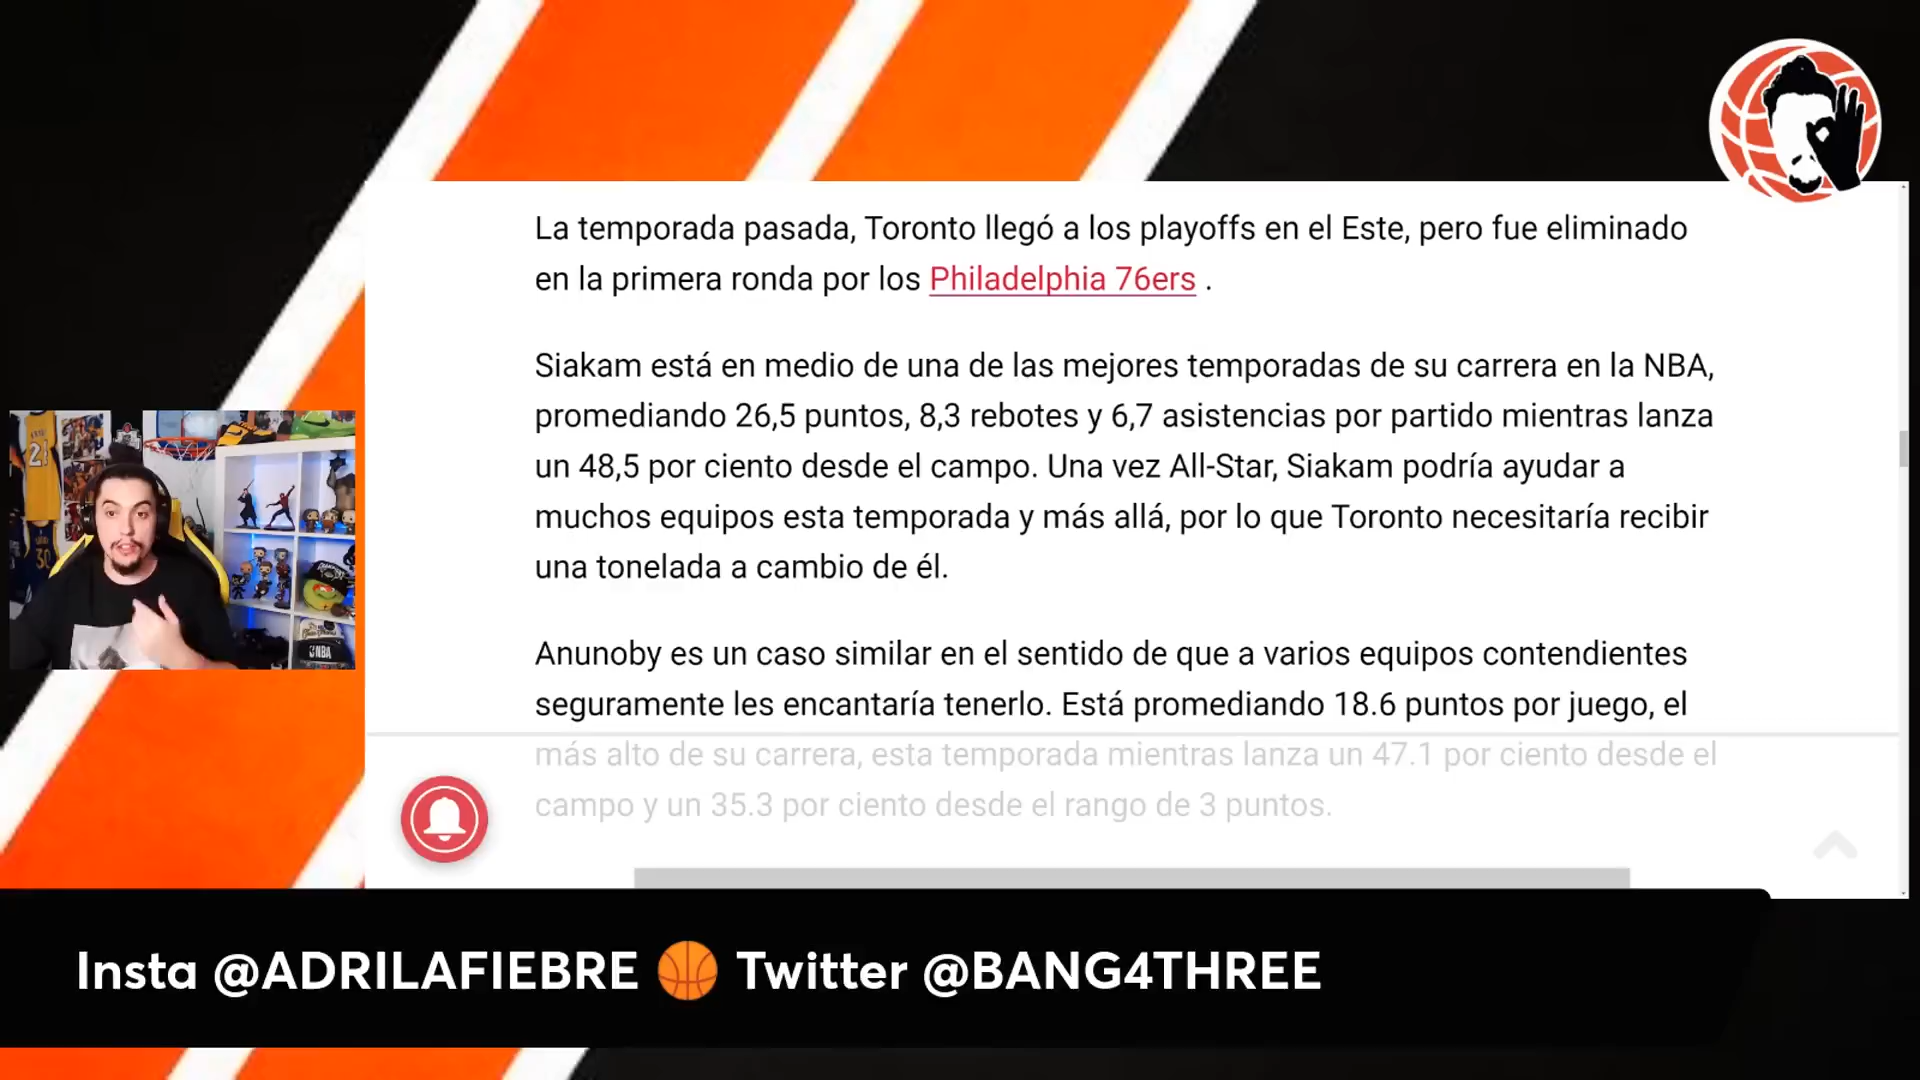 La temporada pasada, Toronto llegó a los playoffs en el Este, pero fue eliminado
en la primera ronda por los Philadelphia 76ers .
Siakam está en medio de una de las mejores temporadas de su carrera en la NBA,
promediando 26,5 puntos, 8,3 rebotes y 6,7 asistencias por partido mientras lanza
un 48,5 por ciento desde el campo. Una vez All-Star, Siakam podría ayudar a
muchos equipos esta temporada y más allá, por lo que Toronto necesitaría recibir
una tonelada a cambio de él.
Anunoby es un caso similar en el sentido de que a varios equipos contendientes
seguramente les encantaría tenerlo. Está promediando 18.6 puntos por juego, el
más alto de su carrera, esta temporada mientras lanza un 47.1 por ciento desde el
campo y un 35.3 por ciento desde el rango de 3 puntos.
NBA
30
Insta @ADRILAFIEBRE Twitter @BANG4THREE